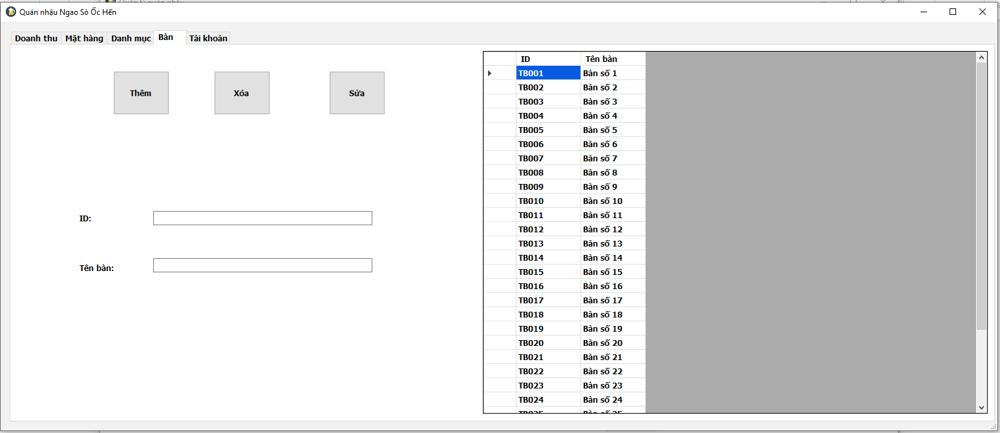 Quán nhậu Ngao Sò Ốc Hến
Doanh thu Mặt hàng Danh mục Bàn Tài khoản
Thêm Xóa Sửa
ID:
Tên bàn:
ID Tên bàn
TB001 Bàn số 1
TB002 Bàn số 2
TB003 Bàn số 3
TB004 Bàn số 4
TB005 Bàn số 5
TB006 Bàn số 6
TB007 Bàn số 7
TB008 Bàn số 8
TB009 Bàn số 9
TB010 Bàn số 10
TB011 Bàn số 11
TB012 Bàn số 12
TB013 Bàn số 13
TB014 Bàn số 14
TB015 Bàn số 15
TB016 Bàn số 16
TB017 Bàn số 17
TB018 Bàn số 18
TB019 Bàn số 19
TB020 Bàn số 20
TB021 Bàn số 21
TB022 Bàn số 22
TB023 Bàn số 23
TB024 Bàn số 24
TB025 Bàn số 25